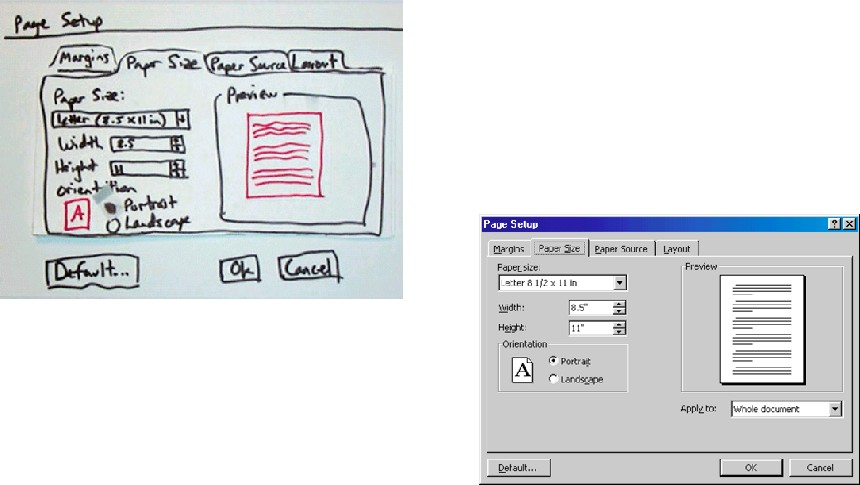 Page Setup
Margins Paper Size Paper Source Layout
Paper Size: Preview
Letter (8.5 x 11 in)
Width 8.5
Height 11
Orientition
A Portrait
Landscape
Default... Ok Cancel
Page Setup
Margins Paper Size Paper Source Layout
Paper size: Preview
Letter 8 1/2 x 11 in
Width: 8.5"
Height: 11"
Orientation
A Portrait
Landscape
Apply to: Whole document
Default... OK Cancel